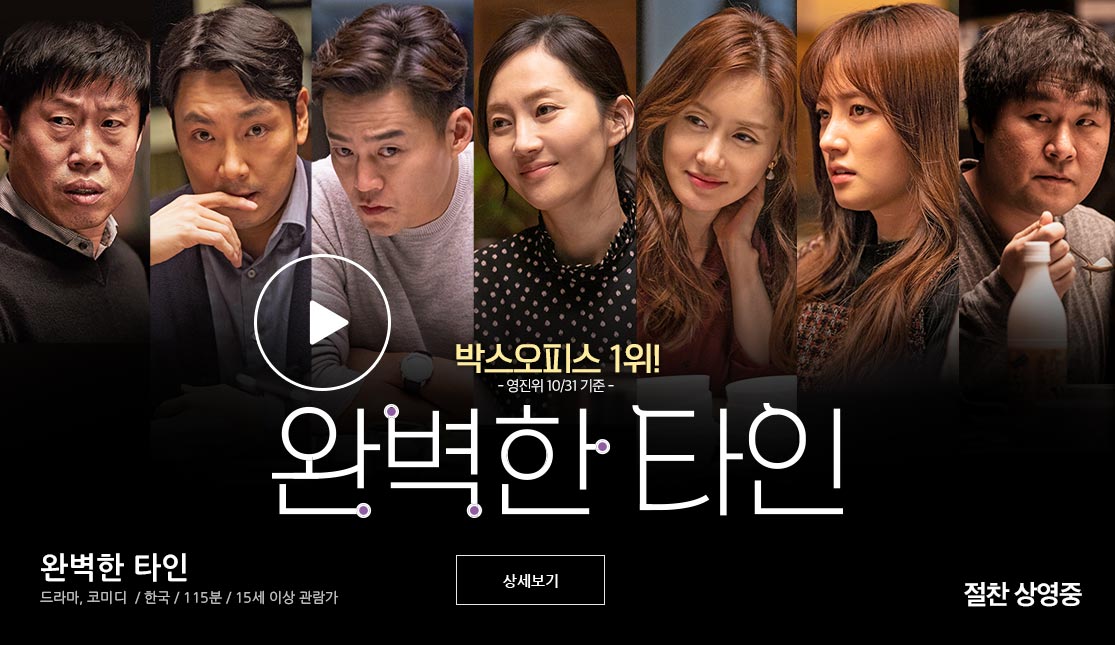 박스오피스 1위!
- 영진위 10/31 기준 -
완벽한 타인
완벽한 타인
드라마, 코미디 / 한국 / 115분 / 15세 이상 관람가
상세보기
절찬 상영중